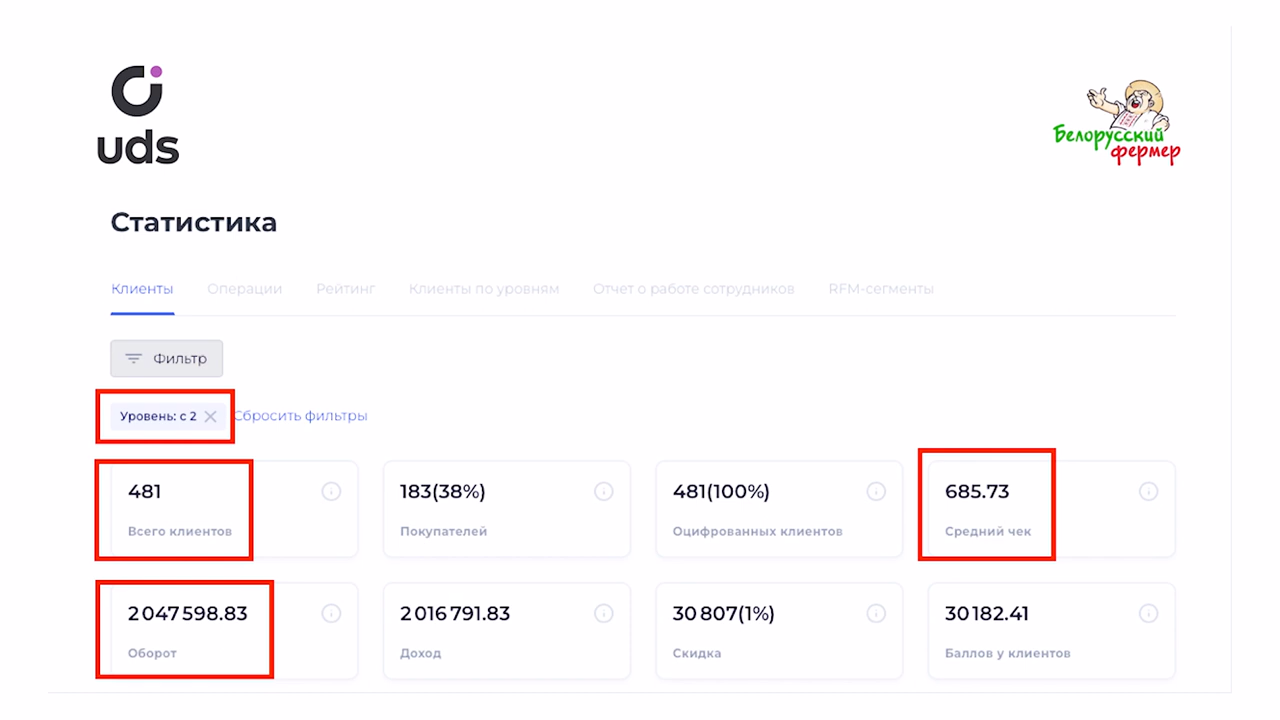 uds
Белорусский
фермер
Статистика
Клиенты Операции Рейтинг Клиенты по уровням Отчет о работе сотрудников RFM-сегменты
Фильтр
Уровень: с 2 Сбросить фильтры
481 183(38%) 481(100%) 685.73
Всего клиентов Покупателей Оцифрованных клиентов Средний чек
2 047 598.83 2 016 791.83 30 807(1%) 30 182.41
Оборот Доход Скидка Баллов у клиентов